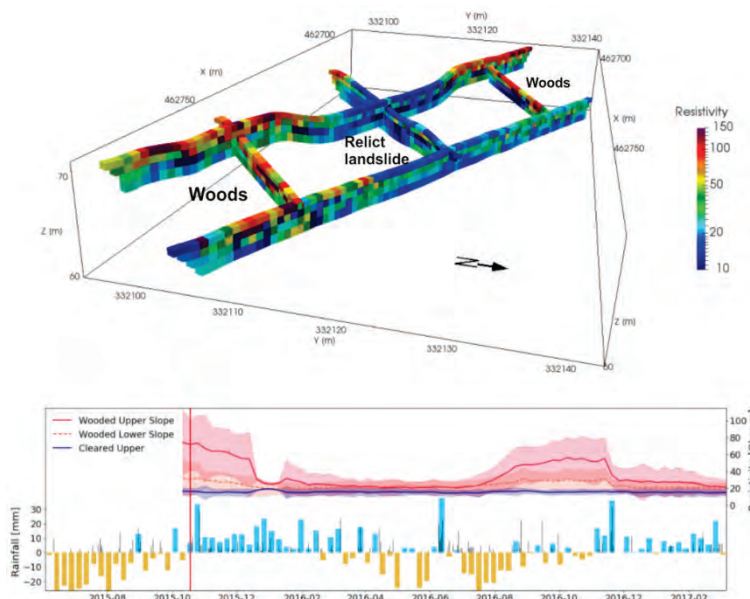 Y (m)
332100
332120
332140
462700
462700
X (m)
462750
Woods
Resistivity
X (m)
462750
150
100
50
20
10
Relict
landslide
Woods
70
Z (m)
60
N
332100
332110
332120
Y (m)
332130
332140
Z (m)
60
Wooded Upper Slope
Wooded Lower Slope
Cleared Upper
100
80
60
40
20
0
30
20
10
0
−10
−20
Rainfall [mm]
2015-08
2015-10
2015-12
2016-02
2016-04
2016-06
2016-08
2016-10
2016-12
2017-02